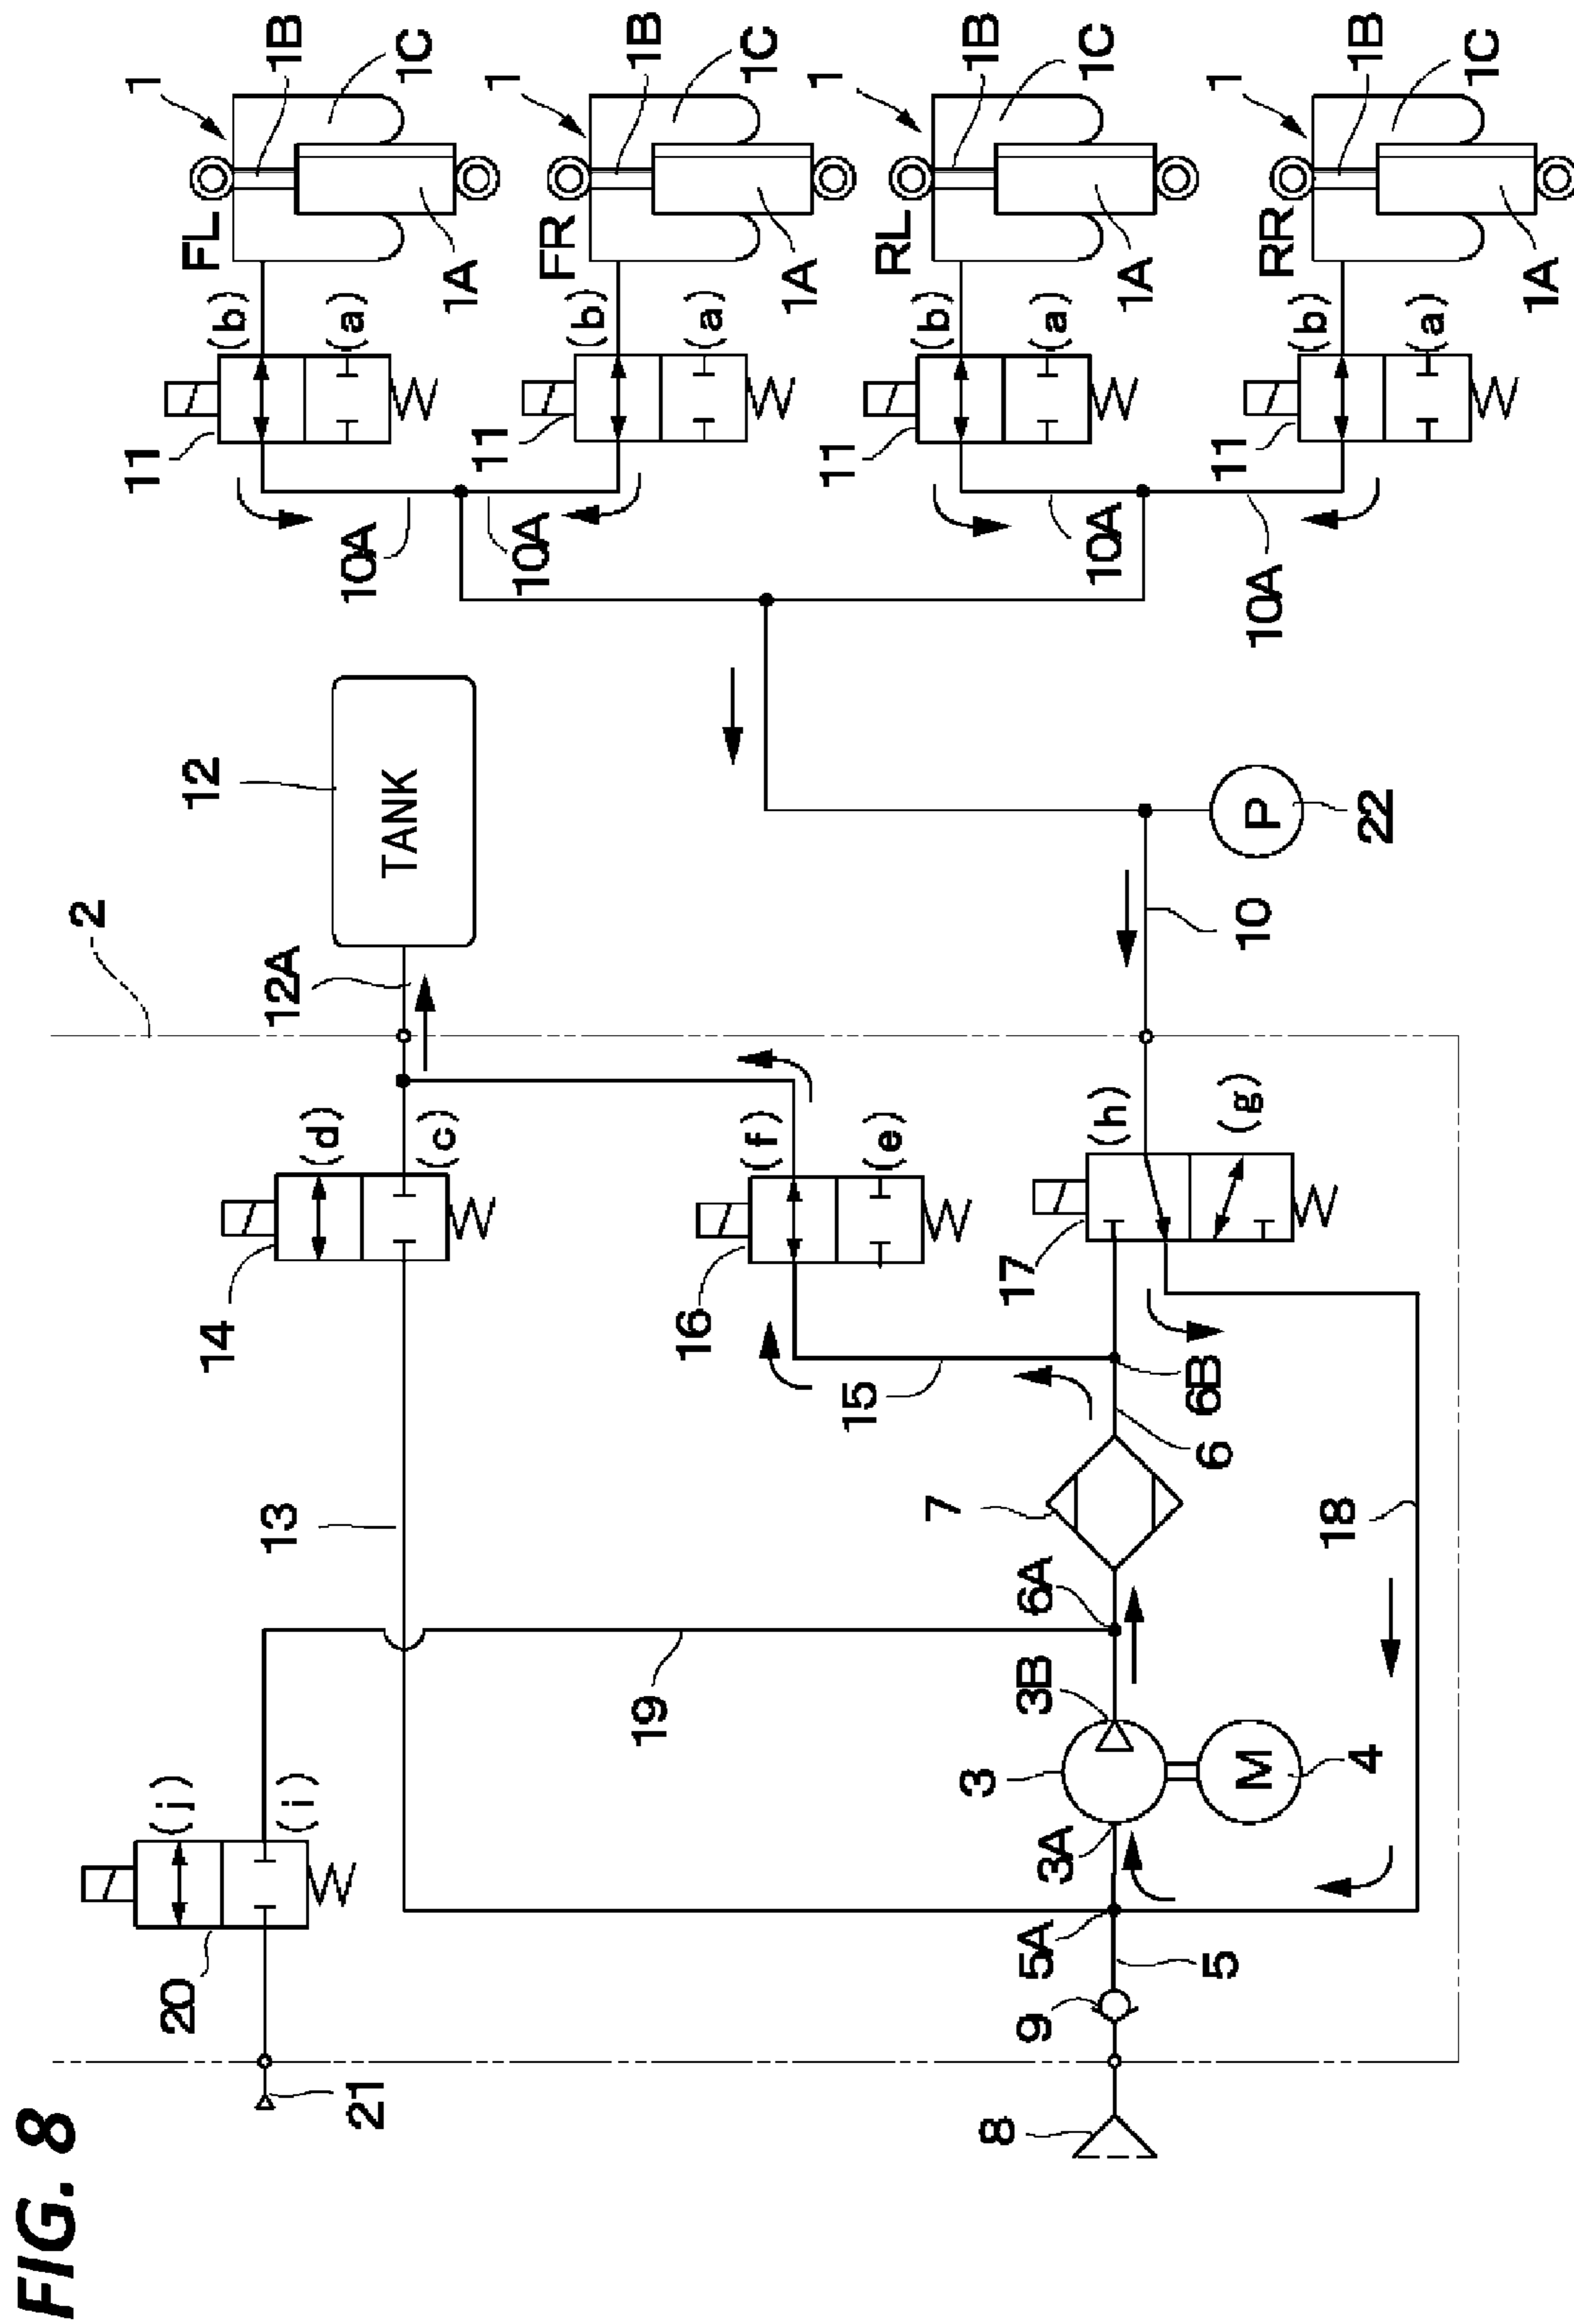 FIG. 8
1
1B
1C
FL
1A
(b)
(a)
11
10A
1
1B
1C
FR
1A
(b)
(a)
11
10A
1
1B
1C
RL
1A
(b)
(a)
11
10A
1
1B
1C
RR
1A
(b)
(a)
11
10A
12
TANK
2
12A
P
22
10
(d)
(c)
14
(f)
(e)
16
(h)
(g)
17
15
6B
6
13
7
18
6A
19
3B
3
3A
M
4
(j)
(i)
20
5A
5
9
21
8